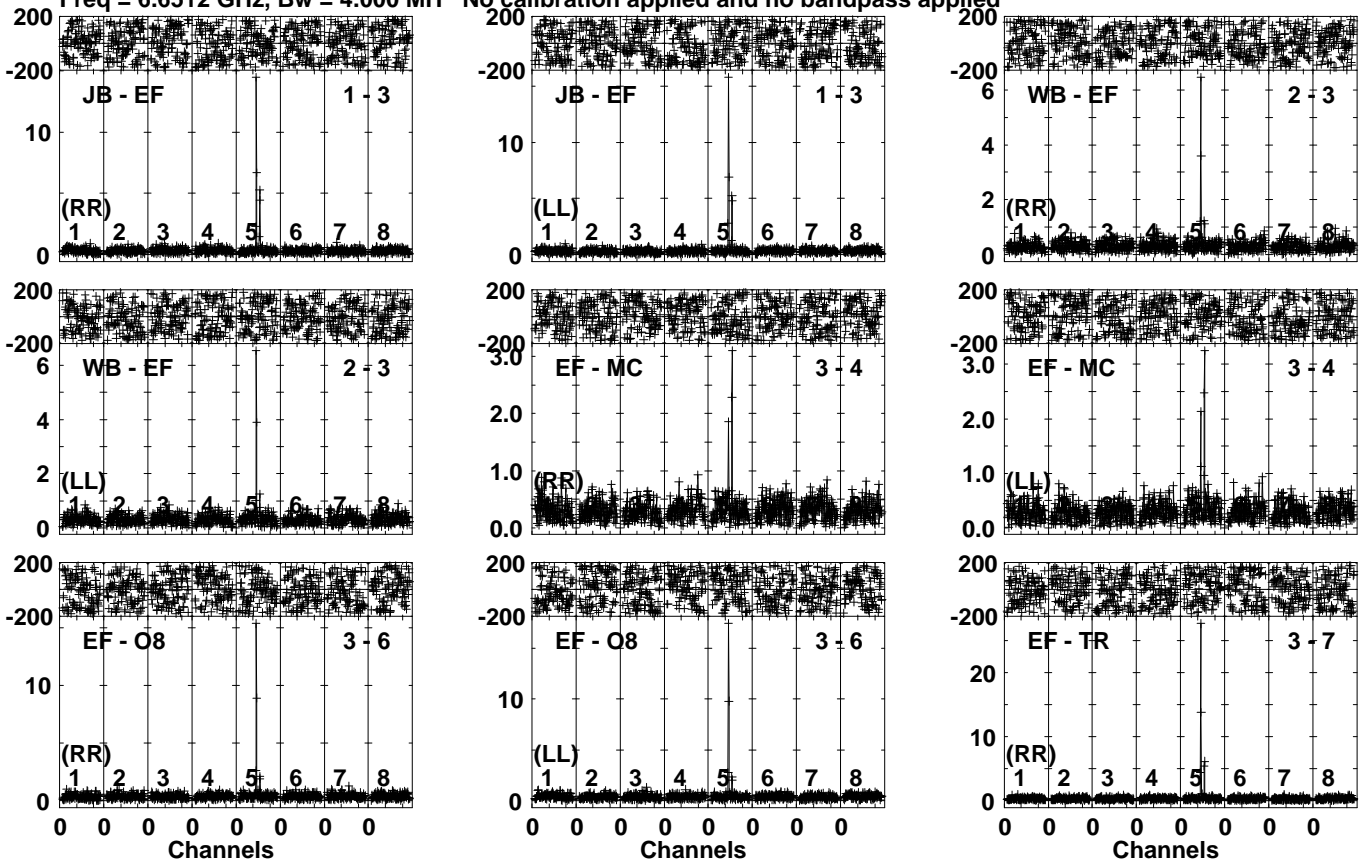 Freq = 6.6512 GHz, Bw = 4.000 MH No calibration applied and no bandpass applied
200 200 200
-200 -200 -200
JB - EF 1 - 3 JB - EF 1 - 3 WB - EF 2 - 3
6
10 10 4
2
(RR) (LL) (RR)
1 2 3 4 5 6 7 8 1 2 3 4 5 6 7 8 1 2 3 4 5 6 7 8
0 0 0
200 200 200
-200 -200 -200
WB - EF 2 - 3 EF - MC 3 - 4 EF - MC 3 - 4
6 3.0 3.0
4 2.0 2.0
2 1.0 1.0
(LL) (RR) (LL)
1 2 3 4 5 6 7 8
0 0.0 0.0
200 200 200
-200 -200 -200
EF - O8 3 - 6 EF - O8 3 - 6 EF - TR 3 - 7
20
10 10 10
(RR) (LL) (RR)
1 2 3 4 5 6 7 8 1 2 3 4 5 6 7 8 1 2 3 4 5 6 7 8
0 0 0
0 0 0 0 0 0 0 0 0 0 0 0 0 0 0 0 0 0 0 0 0 0 0 0
Channels Channels Channels